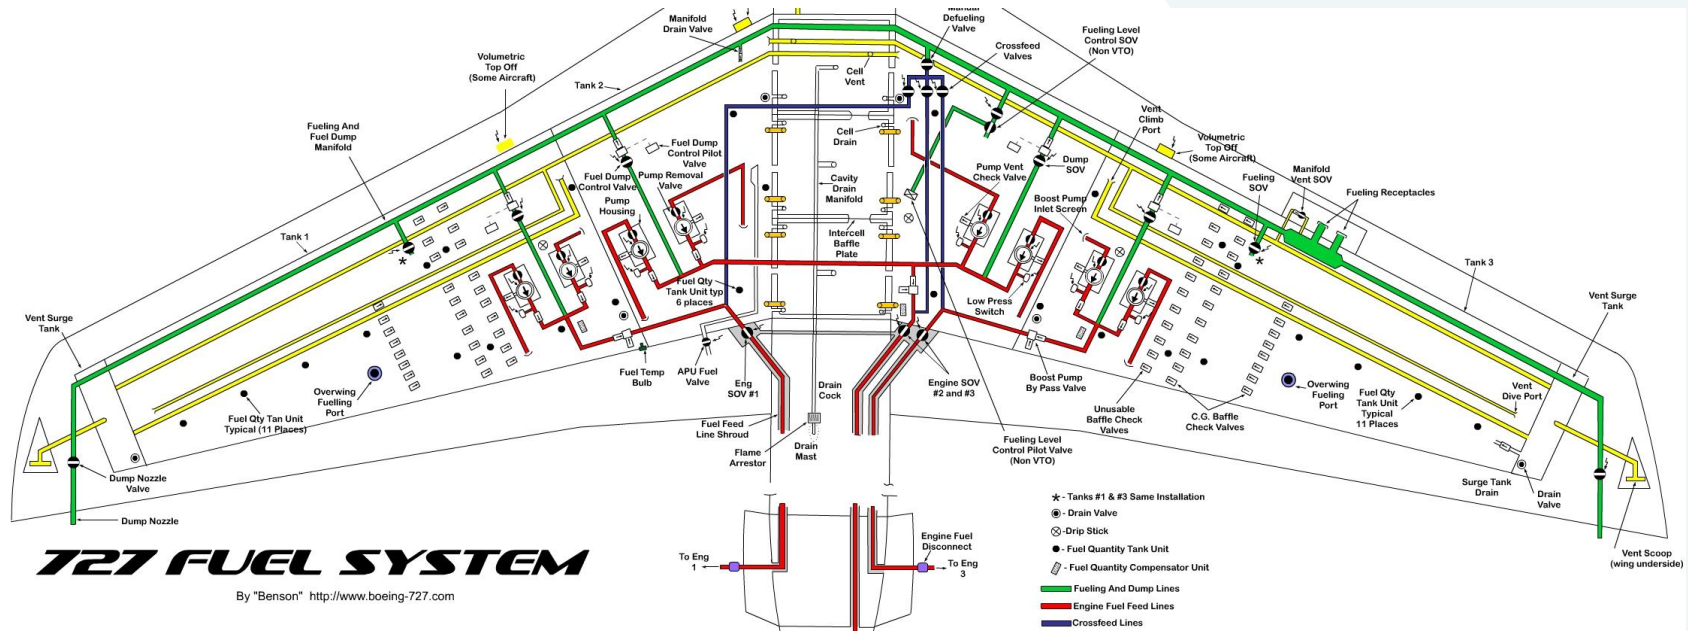 Manual
Defueling
Valve
Manifold
Drain Valve
Fueling Level
Control SOV
(Non VTO)
Crossfeed
Valves
Volumetric
Top Off
(Some Aircraft)
Cell
Vent
Tank 2
Vent
Climb
Port
Fueling And
Fuel Dump
Manifold
Cell
Drain
Volumetric
Top Off
(Some Aircraft)
Fuel Dump
Control Pilot
Valve
Pump Vent
Check Valve
Dump
SOV
Manifold
Vent SOV
Fuel Dump
Control Valve
Pump Removal
Valve
Cavity
Drain
Manifold
Fueling
SOV
Fueling Receptacles
Pump
Housing
Boost Pump
Inlet Screen
Tank 1
Intercell
Baffle
Plate
*
*
Tank 3
Fuel Qty
Tank Unit typ
6 places
Low Press
Switch
Vent Surge
Tank
Vent Surge
Tank
Fuel Temp
Bulb
APU Fuel
Valve
Eng
SOV #1
Drain
Cock
Engine SOV
#2 and #3
Boost Pump
By Pass Valve
Overwing
Fuelling
Port
Overwing
Fueling
Port
Fuel Qty
Tank Unit
Typical
11 Places
Vent
Dive Port
Fuel Qty Tan Unit
Typical (11 Places)
Fuel Feed
Line Shroud
Unusable
Baffle Check
Valves
C.G. Baffle
Check Valves
Flame
Arrestor
Drain
Mast
Fueling Level
Control Pilot Valve
(Non VTO)
Dump Nozzle
Valve
Surge Tank
Drain
Drain
Valve
Dump Nozzle
Vent Scoop
(wing underside)
727 FUEL SYSTEM
By "Benson" http://www.boeing-727.com
To Eng
1
Engine Fuel
Disconnect
To Eng
3
* - Tanks #1 & #3 Same Installation
- Drain Valve
-Drip Stick
- Fuel Quantity Tank Unit
- Fuel Quantity Compensator Unit
Fueling And Dump Lines
Engine Fuel Feed Lines
Crossfeed Lines